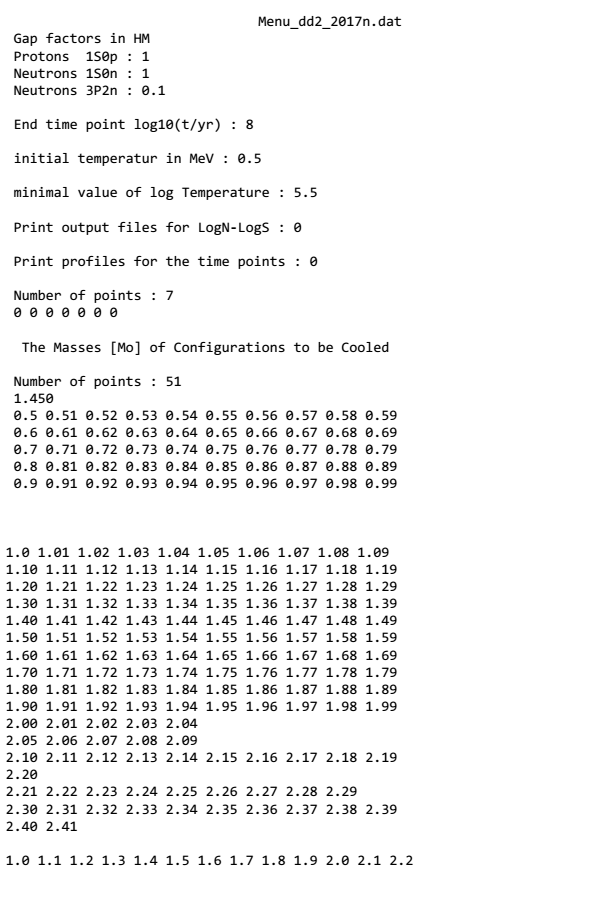 Menu_dd2_2017n.dat
Gap factors in HM
Protons 1S0p : 1
Neutrons 1S0n : 1
Neutrons 3P2n : 0.1
End time point log10(t/yr) : 8
initial temperatur in MeV : 0.5
minimal value of log Temperature : 5.5
Print output files for LogN-LogS : 0
Print profiles for the time points : 0
Number of points : 7
0 0 0 0 0 0 0
The Masses [Mo] of Configurations to be Cooled
Number of points : 51
1.450
0.5 0.51 0.52 0.53 0.54 0.55 0.56 0.57 0.58 0.59
0.6 0.61 0.62 0.63 0.64 0.65 0.66 0.67 0.68 0.69
0.7 0.71 0.72 0.73 0.74 0.75 0.76 0.77 0.78 0.79
0.8 0.81 0.82 0.83 0.84 0.85 0.86 0.87 0.88 0.89
0.9 0.91 0.92 0.93 0.94 0.95 0.96 0.97 0.98 0.99
1.0 1.01 1.02 1.03 1.04 1.05 1.06 1.07 1.08 1.09
1.10 1.11 1.12 1.13 1.14 1.15 1.16 1.17 1.18 1.19
1.20 1.21 1.22 1.23 1.24 1.25 1.26 1.27 1.28 1.29
1.30 1.31 1.32 1.33 1.34 1.35 1.36 1.37 1.38 1.39
1.40 1.41 1.42 1.43 1.44 1.45 1.46 1.47 1.48 1.49
1.50 1.51 1.52 1.53 1.54 1.55 1.56 1.57 1.58 1.59
1.60 1.61 1.62 1.63 1.64 1.65 1.66 1.67 1.68 1.69
1.70 1.71 1.72 1.73 1.74 1.75 1.76 1.77 1.78 1.79
1.80 1.81 1.82 1.83 1.84 1.85 1.86 1.87 1.88 1.89
1.90 1.91 1.92 1.93 1.94 1.95 1.96 1.97 1.98 1.99
2.00 2.01 2.02 2.03 2.04
2.05 2.06 2.07 2.08 2.09
2.10 2.11 2.12 2.13 2.14 2.15 2.16 2.17 2.18 2.19
2.20
2.21 2.22 2.23 2.24 2.25 2.26 2.27 2.28 2.29
2.30 2.31 2.32 2.33 2.34 2.35 2.36 2.37 2.38 2.39
2.40 2.41
1.0 1.1 1.2 1.3 1.4 1.5 1.6 1.7 1.8 1.9 2.0 2.1 2.2